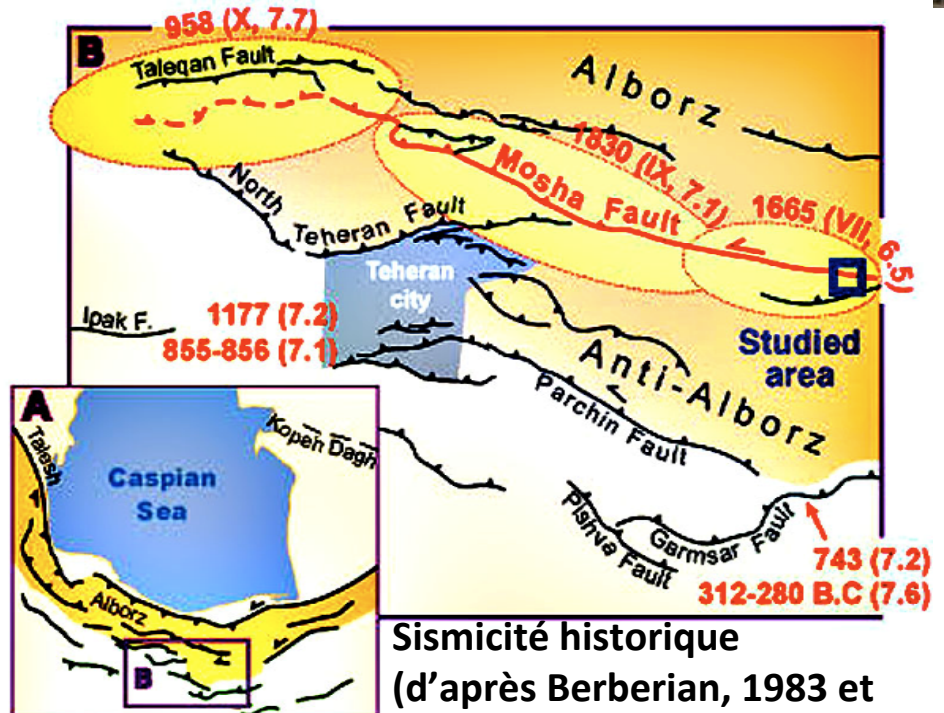 958 (X, 7.7)
B
Taleqan Fault
Alborz
1830 (IX, 7.1)
Mosha Fault
1665 (VII, 6.5)
North
Teheran Fault
Teheran
city
Ipak F.
1177 (7.2)
855-856 (7.1)
Studied
area
Anti-Alborz
Parchin Fault
Pishva Fault
Garmsar Fault
743 (7.2)
312-280 B.C (7.6)
A
Talesh
Kopeh Dagh
Caspian
Sea
Alborz
B
Sismicité historique
(d'après Berberian, 1983 et